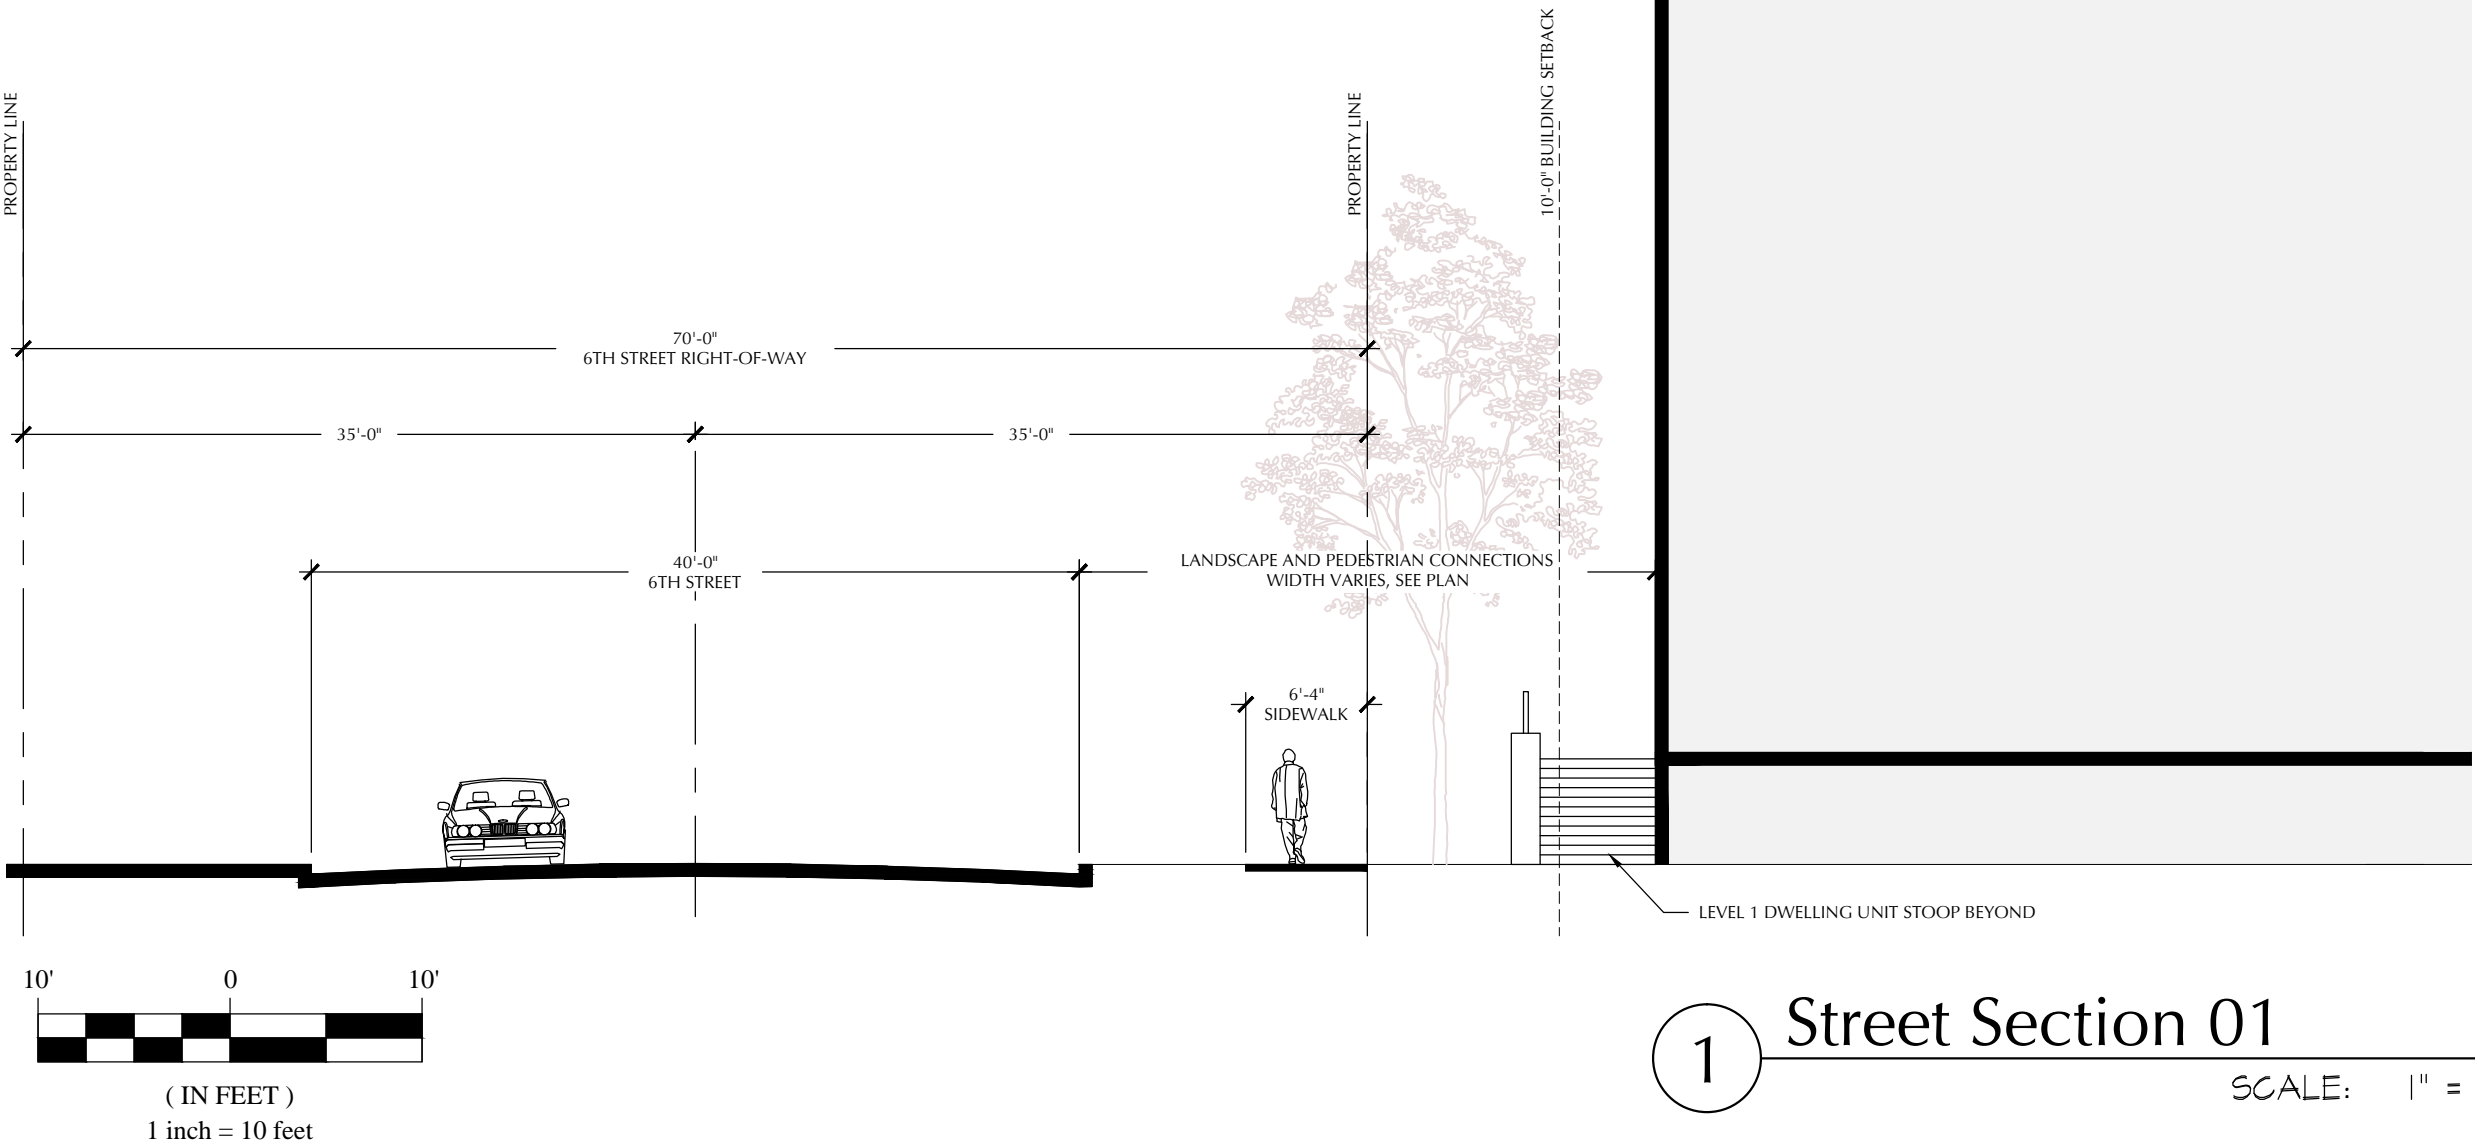 PROPERTY LINE
PROPERTY LINE
10'-0" BUILDING SETBACK
70'-0"
6TH STREET RIGHT-OF-WAY
35'-0"
35'-0"
40'-0"
6TH STREET
LANDSCAPE AND PEDESTRIAN CONNECTIONS
WIDTH VARIES, SEE PLAN
6'-4"
SIDEWALK
LEVEL 1 DWELLING UNIT STOOP BEYOND
10' 0 10'
( IN FEET )
1 inch = 10 feet
1
Street Section 01
SCALE: 1" =